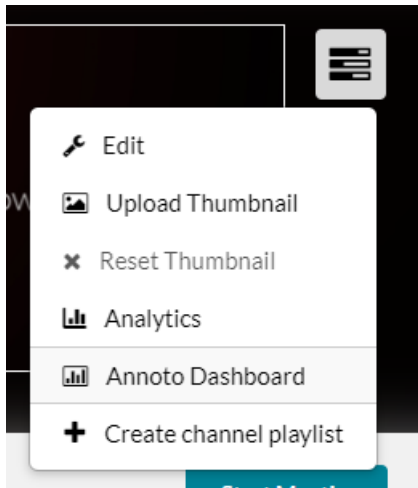 Edit
Upload Thumbnail
Reset Thumbnail
Analytics
Annoto Dashboard
Create channel playlist